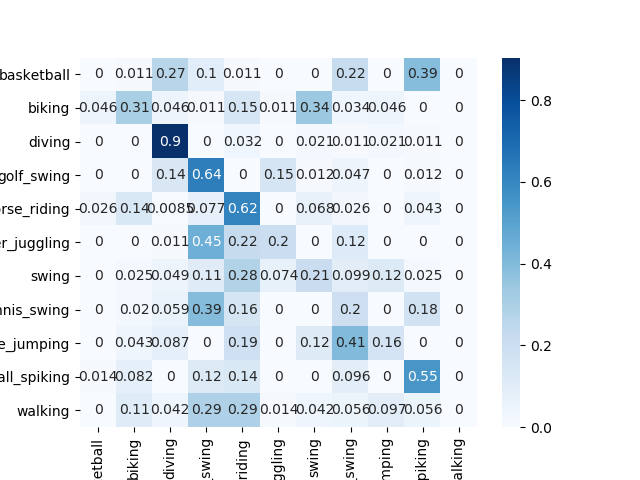 basketball 0 0.011 0.27 0.1 0.011 0 0 0.22 0 0.39 0
biking 0.046 0.31 0.046 0.011 0.15 0.011 0.34 0.034 0.046 0 0
diving 0 0 0.9 0 0.032 0 0.021 0.011 0.021 0.011 0
golf_swing 0 0 0.14 0.64 0 0.15 0.012 0.047 0 0.012 0
orse_riding 0.026 0.14 0.0085 0.077 0.62 0 0.068 0.026 0 0.043 0
er_juggling 0 0 0.011 0.45 0.22 0.2 0 0.12 0 0 0
swing 0 0.025 0.049 0.11 0.28 0.074 0.21 0.099 0.12 0.025 0
nnis_swing 0 0.02 0.059 0.39 0.16 0 0 0.2 0 0.18 0
e_jumping 0 0.043 0.087 0 0.19 0 0.12 0.41 0.16 0 0
all_spiking 0.014 0.082 0 0.12 0.14 0 0 0.096 0 0.55 0
walking 0 0.11 0.042 0.29 0.29 0.014 0.042 0.056 0.097 0.056 0
etball biking diving _swing riding ggling swing _swing mping piking alking
0.8
0.6
0.4
0.2
0.0